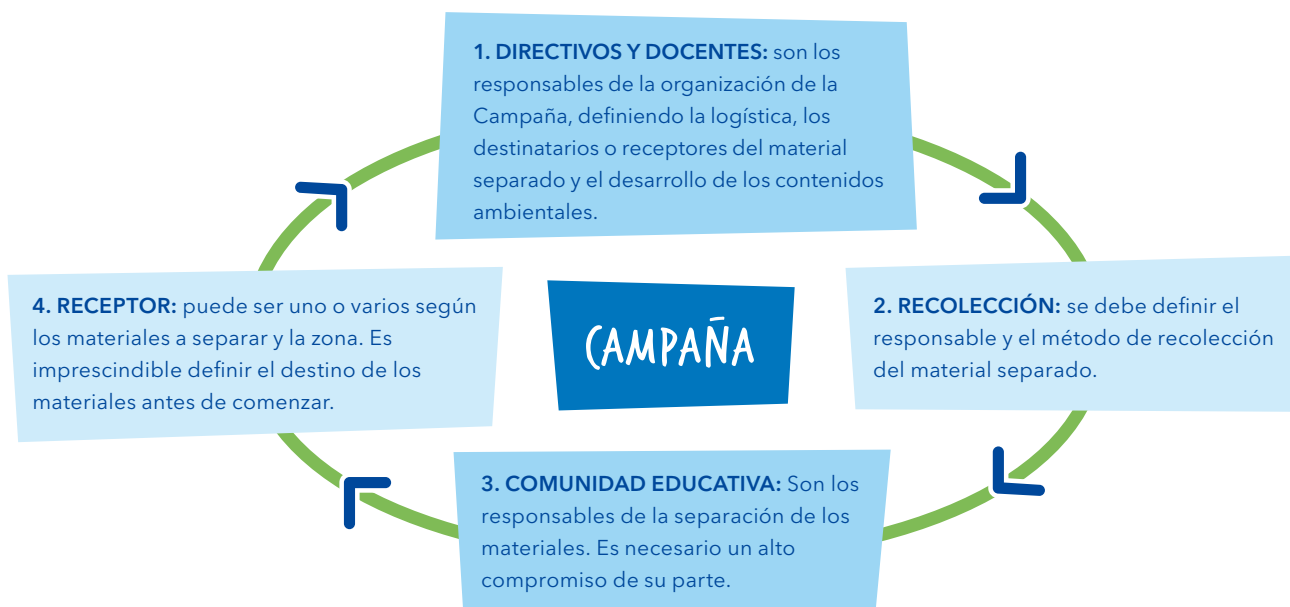 1. DIRECTIVOS Y DOCENTES: son los
responsables de la organización de la
Campaña, definiendo la logística, los
destinatarios o receptores del material
separado y el desarrollo de los contenidos
ambientales.
2. RECOLECCIÓN: se debe definir el
responsable y el método de recolección
del material separado.
3. COMUNIDAD EDUCATIVA: Son los
responsables de la separación de los
materiales. Es necesario un alto
compromiso de su parte.
4. RECEPTOR: puede ser uno o varios según
los materiales a separar y la zona. Es
imprescindible definir el destino de los
materiales antes de comenzar.
CAMPAÑA